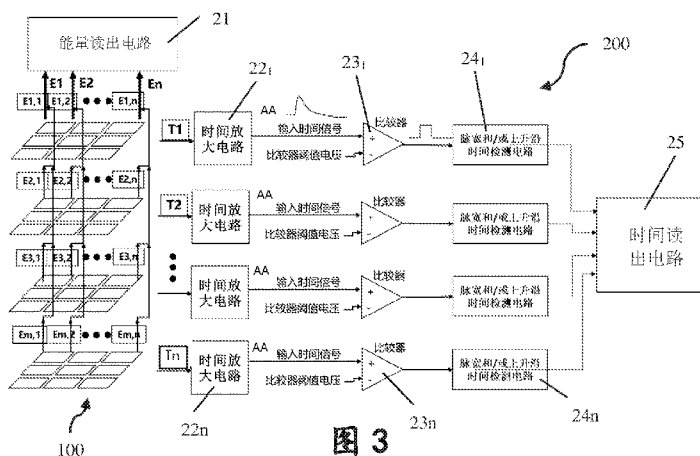 21
能量读出电路
E1 E2 En
E1,1 E1,2 E1,n
E2,1 E2,2 E2,n
E3,1 E3,2 E3,n
Em,1 Em,2 Em,n
100
200
T1
22₁
时间放
大电路
AA
输入时间信号
比较器阈值电压
23₁
比较器
+
-
24₁
脉宽和/或上升沿
时间检测电路
T2
时间放
大电路
AA
输入时间信号
比较器阈值电压
比较器
+
-
脉宽和/或上升沿
时间检测电路
时间放
大电路
AA
输入时间信号
比较器阈值电压
比较器
+
-
脉宽和/或上升沿
时间检测电路
Tn
时间放
大电路
22n
AA
输入时间信号
比较器阈值电压
比较器
+
-
23n
脉宽和/或上升沿
时间检测电路
24n
25
时间读
出电路
图 3